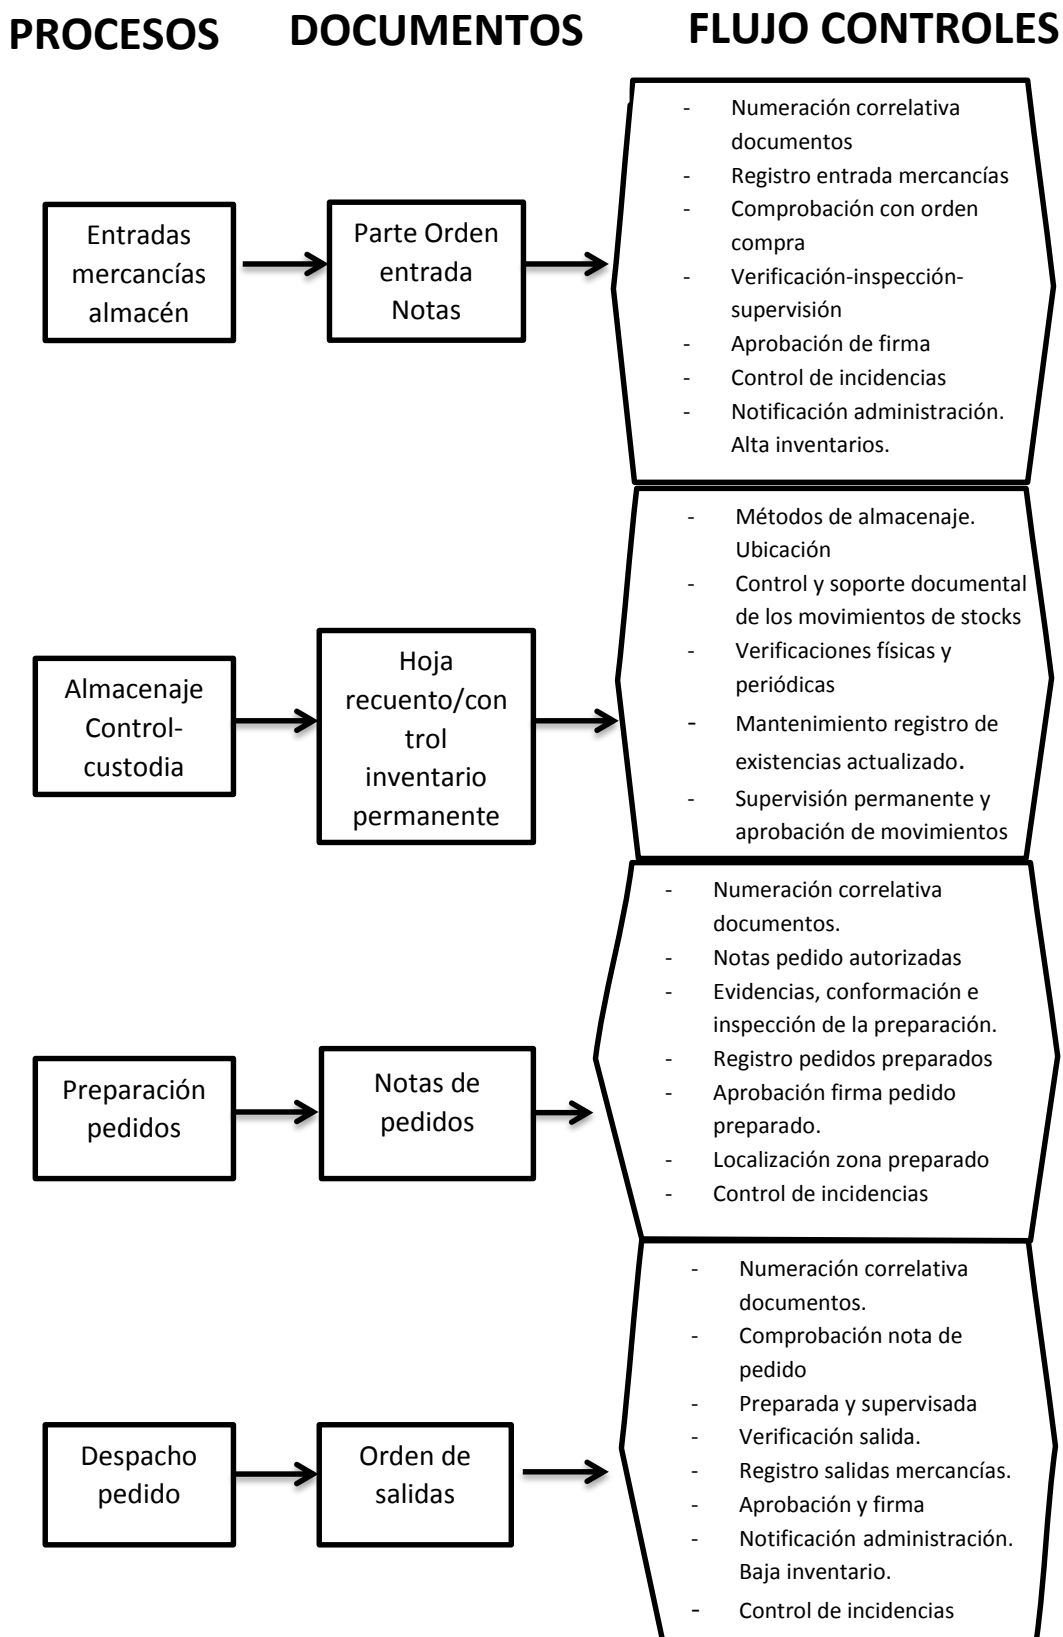 PROCESOS DOCUMENTOS FLUJO CONTROLES
Entradas
mercancías
almacén
Parte Orden
entrada
Notas
- Numeración correlativa
documentos
- Registro entrada mercancías
- Comprobación con orden
compra
- Verificación-inspección-
supervisión
- Aprobación de firma
- Control de incidencias
- Notificación administración.
Alta inventarios.
Almacenaje
Control-
custodia
Hoja
recuento/con
trol
inventario
permanente
- Métodos de almacenaje.
Ubicación
- Control y soporte documental
de los movimientos de stocks
- Verificaciones físicas y
periódicas
- Mantenimiento registro de
existencias actualizado.
- Supervisión permanente y
aprobación de movimientos
Preparación
pedidos
Notas de
pedidos
- Numeración correlativa
documentos.
- Notas pedido autorizadas
- Evidencias, conformación e
inspección de la preparación.
- Registro pedidos preparados
- Aprobación firma pedido
preparado.
- Localización zona preparado
- Control de incidencias
Despacho
pedido
Orden de
salidas
- Numeración correlativa
documentos.
- Comprobación nota de
pedido
- Preparada y supervisada
- Verificación salida.
- Registro salidas mercancías.
- Aprobación y firma
- Notificación administración.
Baja inventario.
- Control de incidencias